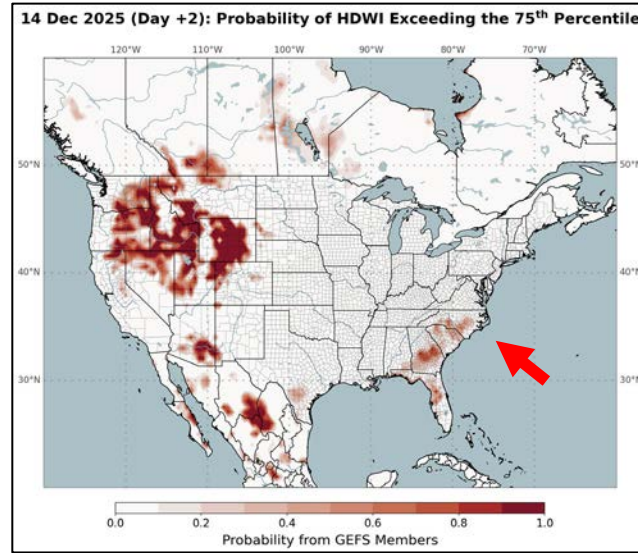 14 Dec 2025 (Day +2): Probability of HDWI Exceeding the 75th Percentile
120°W 110°W 100°W 90°W 80°W 70°W
50°N 50°N
40°N 40°N
30°N 30°N
0.0 0.2 0.4 0.6 0.8 1.0
Probability from GEFS Members